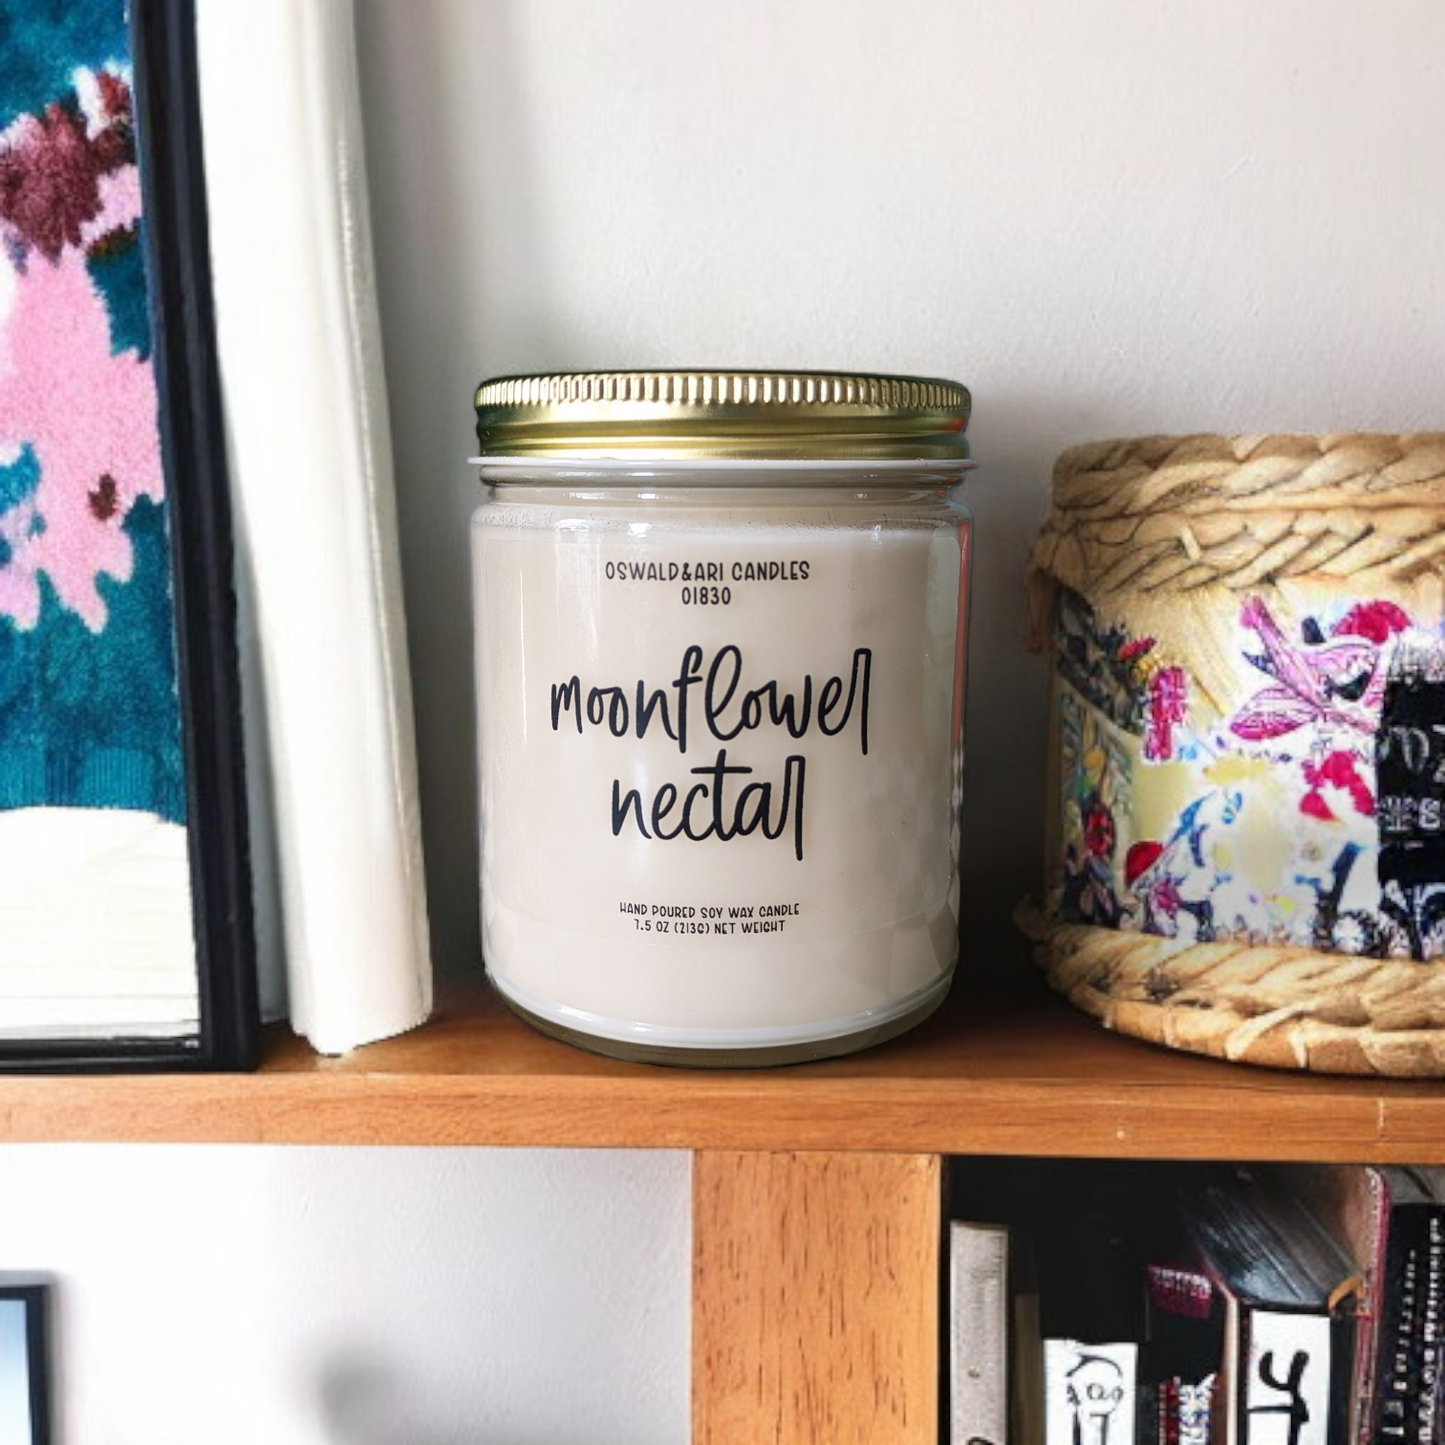 OSWALD&ARI CANDLES
01830
moonflower
nectar
HAND POURED SOY WAX CANDLE
7.5 OZ (213G) NET WEIGHT